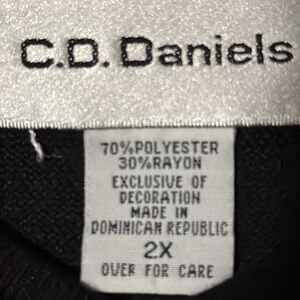 C.D. Daniels
70%POLYESTER
30%RAYON
EXCLUSIVE OF
DECORATION
MADE IN
DOMINICAN REPUBLIC
2X
OVER FOR CARE